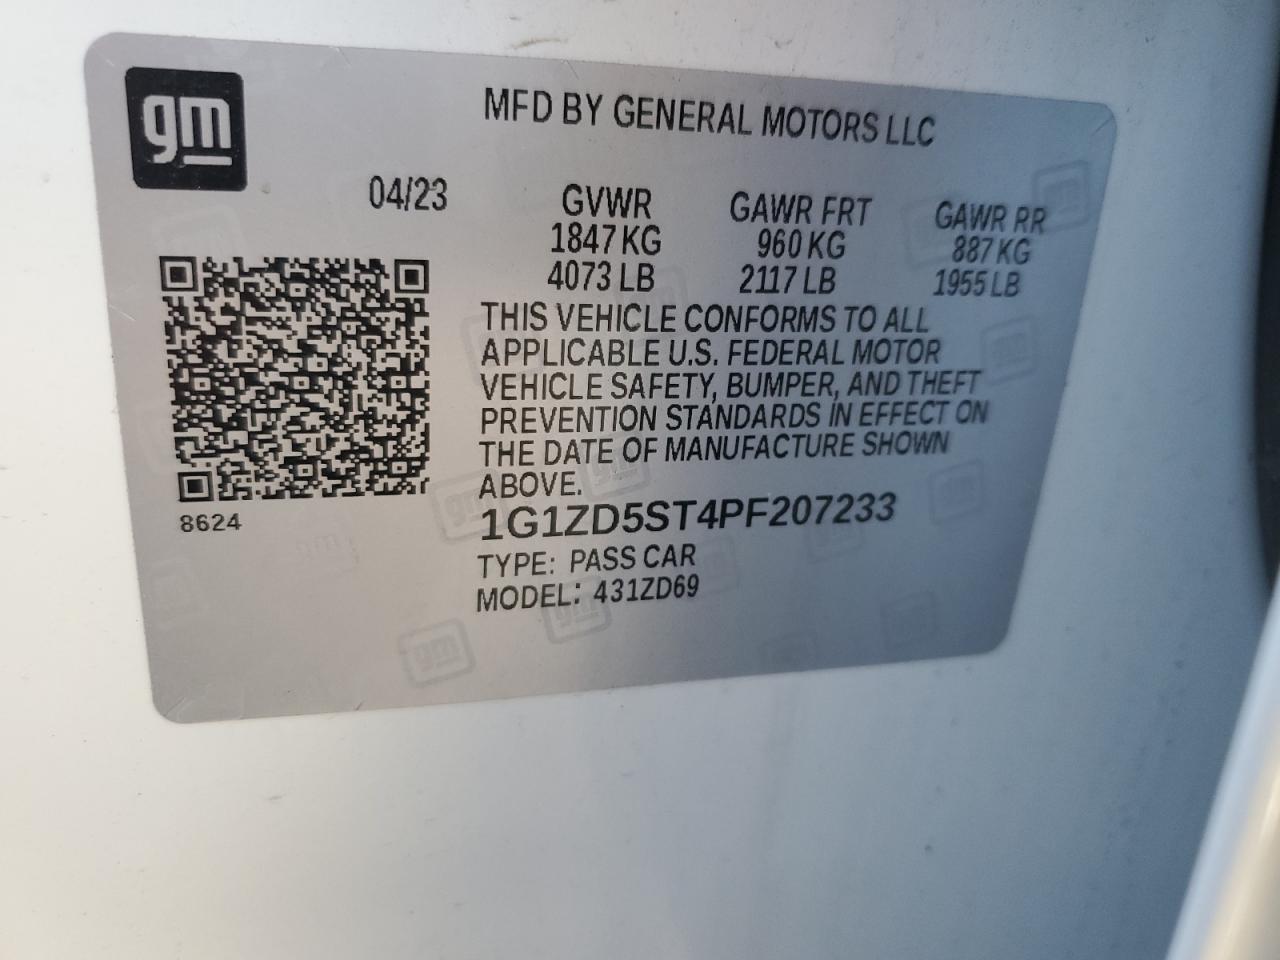 gm
MFD BY GENERAL MOTORS LLC
04/23
GVWR GAWR FRT GAWR RR
1847 KG 960 KG 887 KG
4073 LB 2117 LB 1955 LB
THIS VEHICLE CONFORMS TO ALL
APPLICABLE U.S. FEDERAL MOTOR
VEHICLE SAFETY, BUMPER, AND THEFT
PREVENTION STANDARDS IN EFFECT ON
THE DATE OF MANUFACTURE SHOWN
ABOVE.
8624
1G1ZD5ST4PF207233
TYPE: PASS CAR
MODEL: 431ZD69